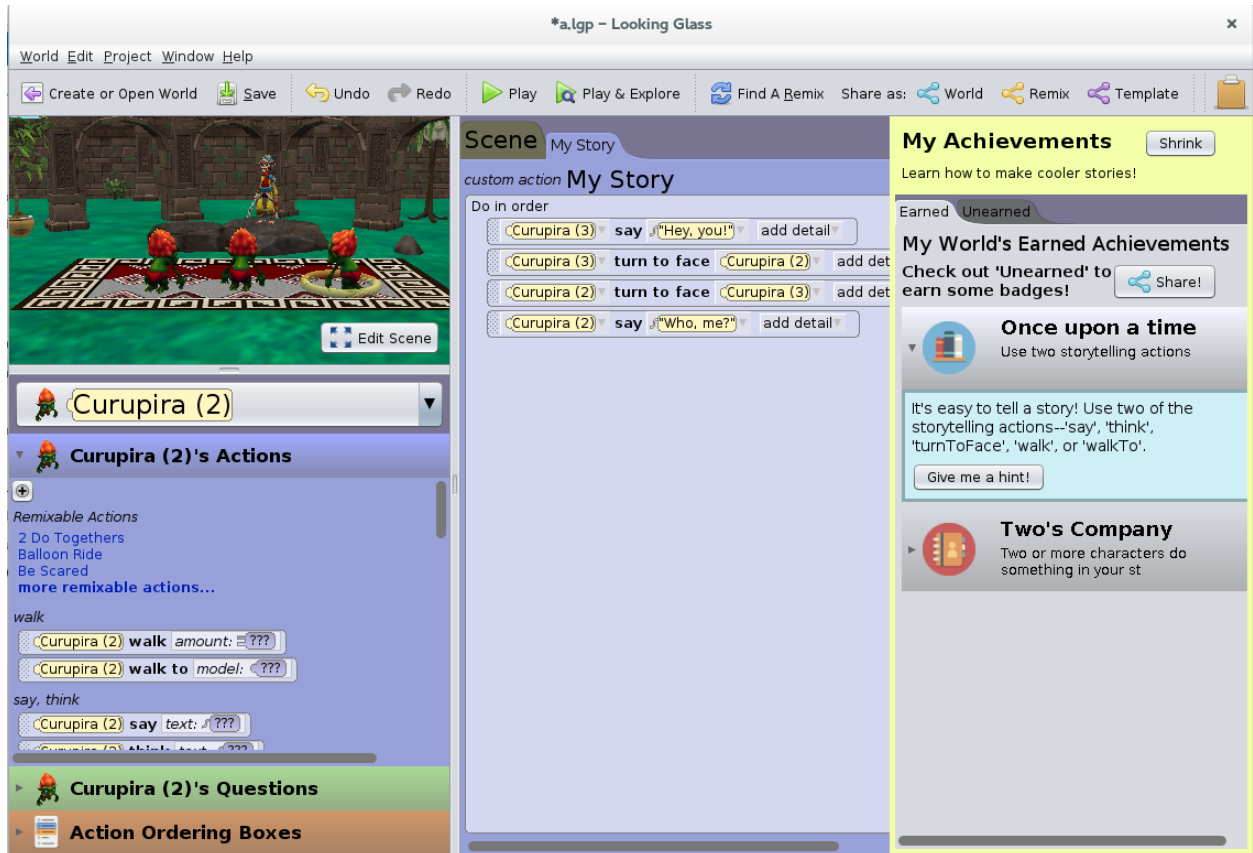 *a.lgp – Looking Glass
World Edit Project Window Help
Create or Open World Save Undo Redo Play Play & Explore Find A Remix Share as: World Remix Template
Edit Scene
Curupira (2)
Curupira (2)'s Actions
Remixable Actions
2 Do Togethers
Balloon Ride
Be Scared
more remixable actions...
walk
Curupira (2) walk amount: ???
Curupira (2) walk to model: ???
say, think
Curupira (2) say text: ???
Curupira (2) think text: ???
Curupira (2)'s Questions
Action Ordering Boxes
Scene My Story
custom action My Story
Do in order
Curupira (3) say "Hey, you!" add detail
Curupira (3) turn to face Curupira (2) add det
Curupira (2) turn to face Curupira (3) add det
Curupira (2) say "Who, me?" add detail
My Achievements Shrink
Learn how to make cooler stories!
Earned Unearned
My World's Earned Achievements
Check out 'Unearned' to
earn some badges! Share!
Once upon a time
Use two storytelling actions
It's easy to tell a story! Use two of the
storytelling actions--'say', 'think',
'turnToFace', 'walk', or 'walkTo'.
Give me a hint!
Two's Company
Two or more characters do
something in your st